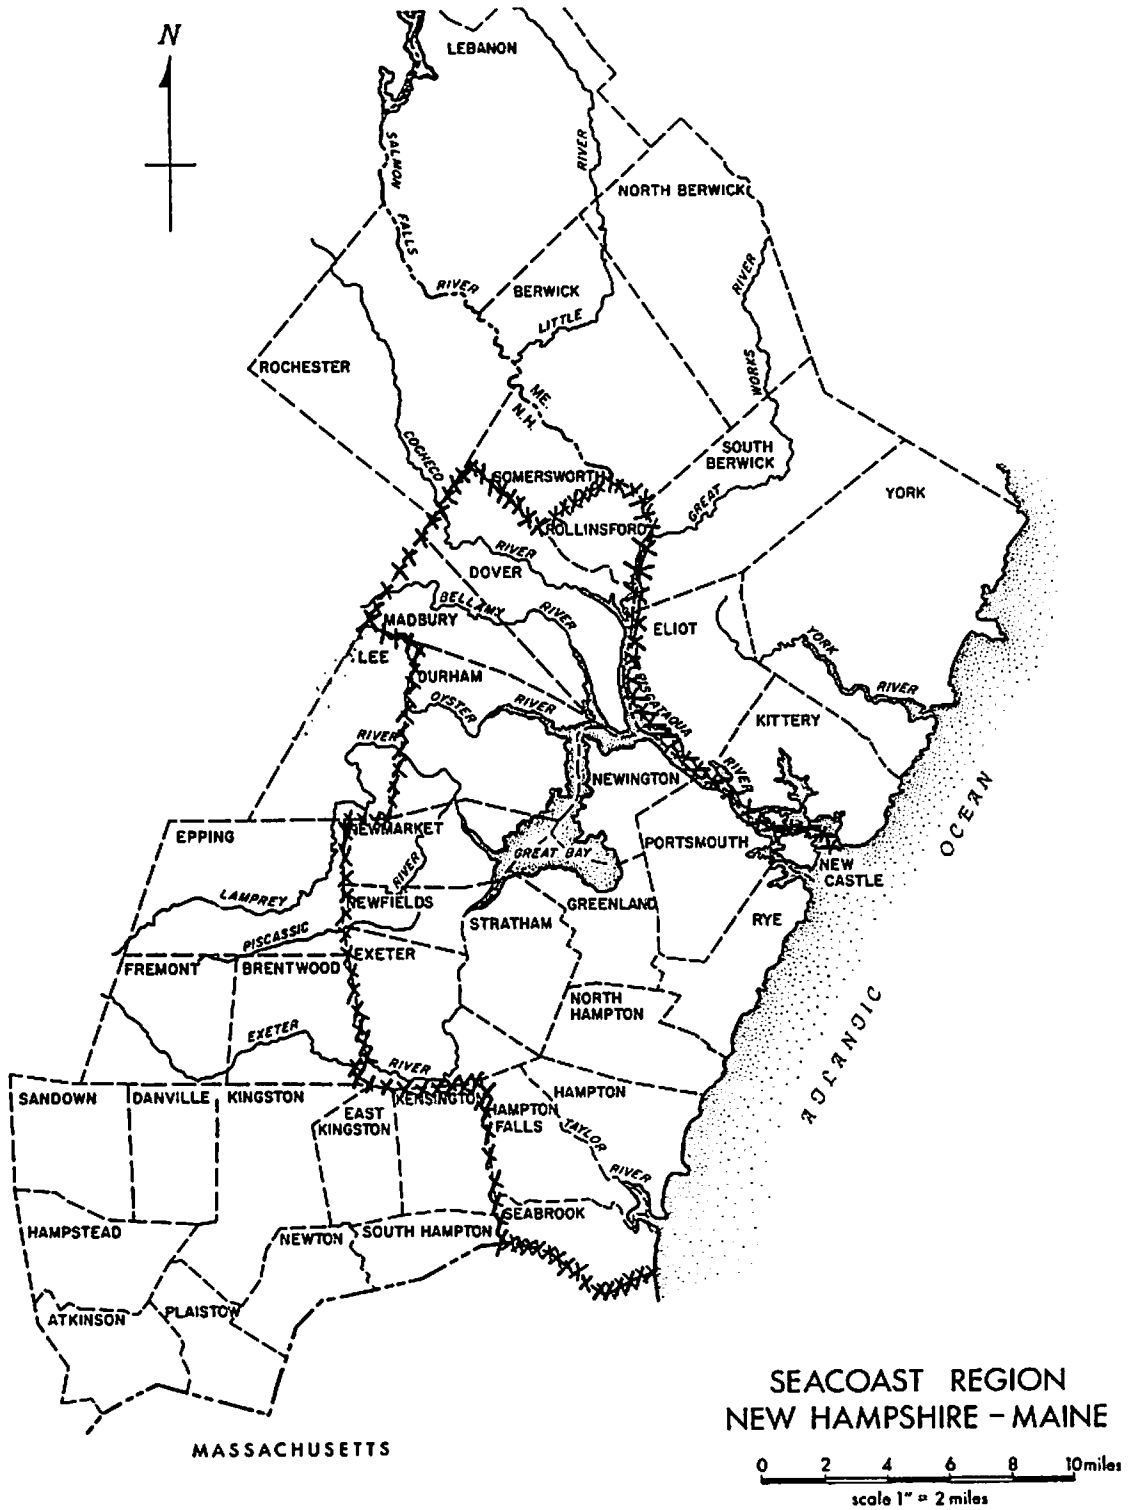 N
LEBANON
SALMON
FALLS
RIVER
RIVER
NORTH BERWICK
BERWICK
LITTLE
RIVER
WORKS
ROCHESTER
ME.
N.H.
COCHECO
SOUTH
BERWICK
GREAT
YORK
SOMERSWORTH
ROLLINSFORD
RIVER
DOVER
BELLAMY
RIVER
MADBURY
LEE
ELIOT
YORK
RIVER
DURHAM
OYSTER
RIVER
PISCATAQUA
RIVER
KITTERY
RIVER
NEWINGTON
OCEAN
EPPING
NEWMARKET
GREAT BAY
PORTSMOUTH
NEW
CASTLE
RIVER
LAMPREY
NEWFIELDS
GREENLAND
STRATHAM
RYE
PISCASSIC
EXETER
FREMONT
BRENTWOOD
NORTH
HAMPTON
AOLANOIC
EXETER
RIVER
SANDOWN
DANVILLE
KINGSTON
KENSINGTON
HAMPTON
EAST
KINGSTON
HAMPTON
FALLS
TAYLOR
RIVER
SEABROOK
HAMPSTEAD
NEWTON
SOUTH HAMPTON
ATKINSON
PLAISTOW
MASSACHUSETTS
SEACOAST REGION
NEW HAMPSHIRE – MAINE
0 2 4 6 8 10 miles
scale 1" = 2 miles